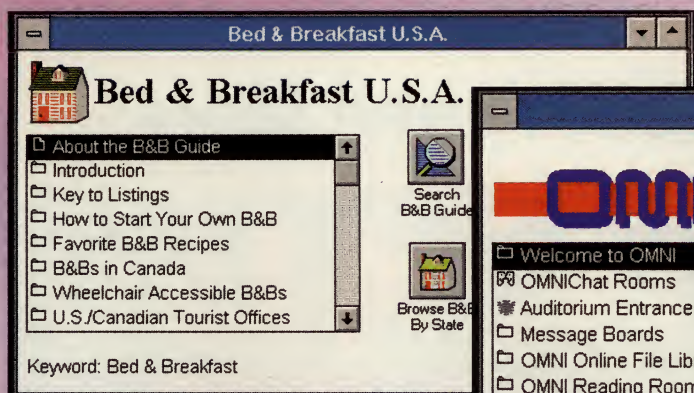 Bed & Breakfast U.S.A.
Bed & Breakfast U.S.A.
About the B&B Guide
Introduction
Key to Listings
How to Start Your Own B&B
Favorite B&B Recipes
B&Bs in Canada
Wheelchair Accessible B&Bs
U.S./Canadian Tourist Offices
Search
B&B Guide
Browse B&B
By State
Keyword: Bed & Breakfast
OMN
Welcome to OMNI
OMNIChat Rooms
Auditorium Entrance
Message Boards
OMNI Online File Lib
OMNI Reading Room